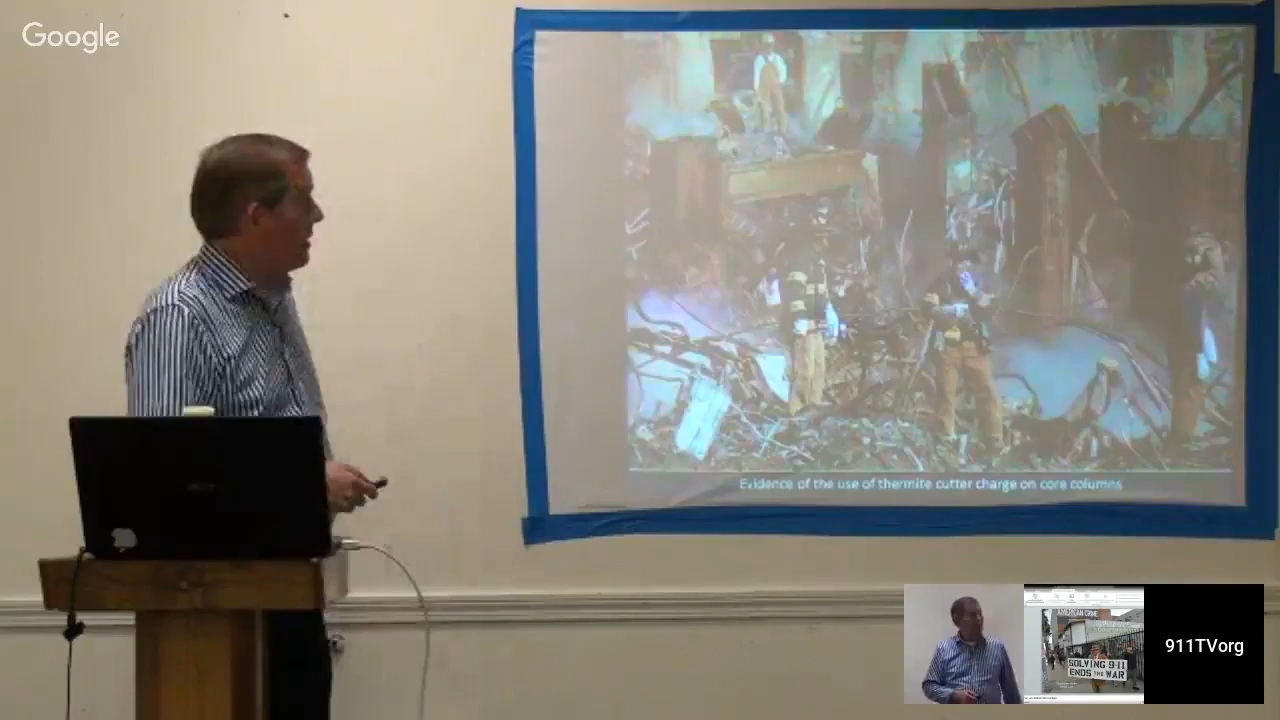 Google
Evidence of the use of thermite cutter charge on core columns
AMERICAN CRIME
SOLVING 9-11
ENDS THE WAR
911TVorg
acer